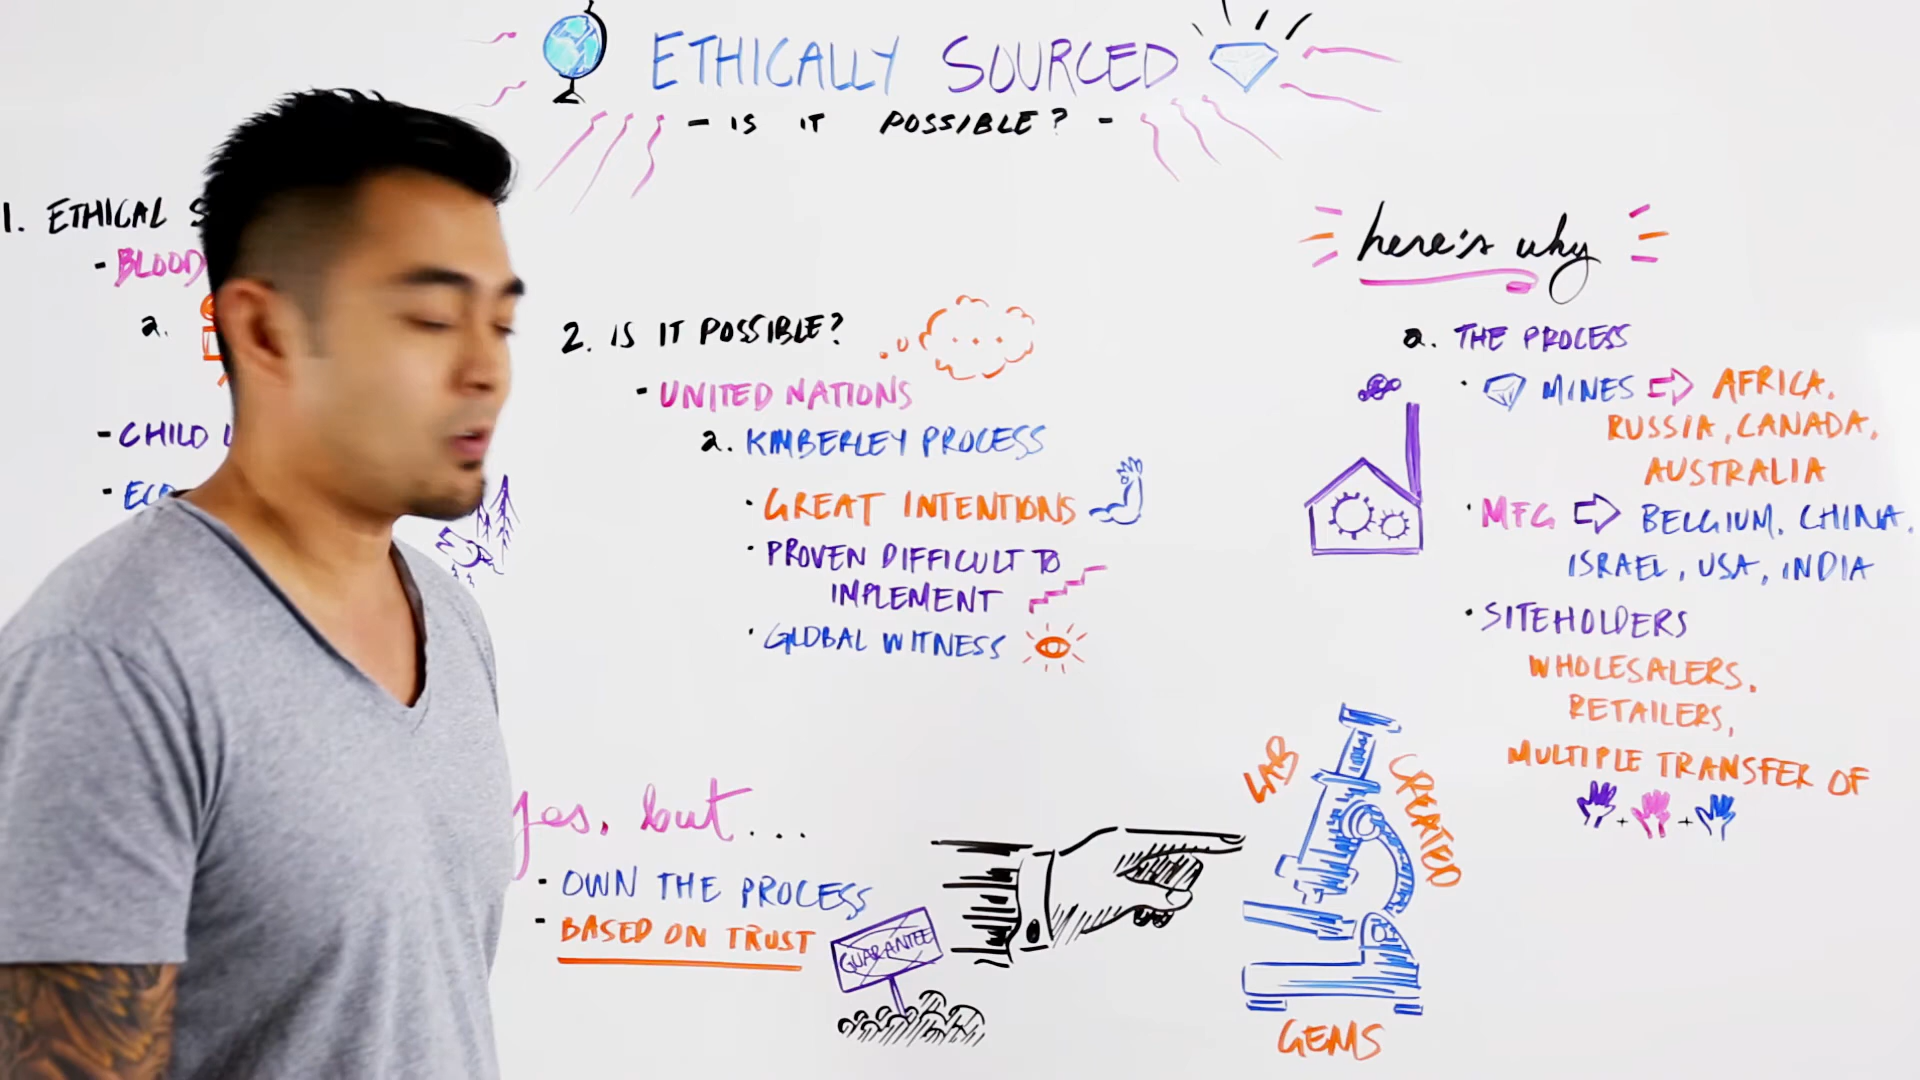 ETHICALLY SOURCED
- IS IT POSSIBLE? -
1. ETHICAL
- BLOOD
a.
- CHILD
-
2. IS IT POSSIBLE?
- UNITED NATIONS
a. KIMBERLEY PROCESS
· GREAT INTENTIONS
· PROVEN DIFFICULT TO
IMPLEMENT
· GLOBAL WITNESS
yes, but...
- OWN THE PROCESS
- BASED ON TRUST
GUARANTEE
here's why
a. THE PROCESS
· MINES ⇨ AFRICA,
RUSSIA, CANADA,
AUSTRALIA
· MFG ⇨ BELGIUM, CHINA,
ISRAEL, USA, INDIA
· SITEHOLDERS
WHOLESALERS,
RETAILERS,
MULTIPLE TRANSFER OF
+ +
LAB CREATED
GEMS